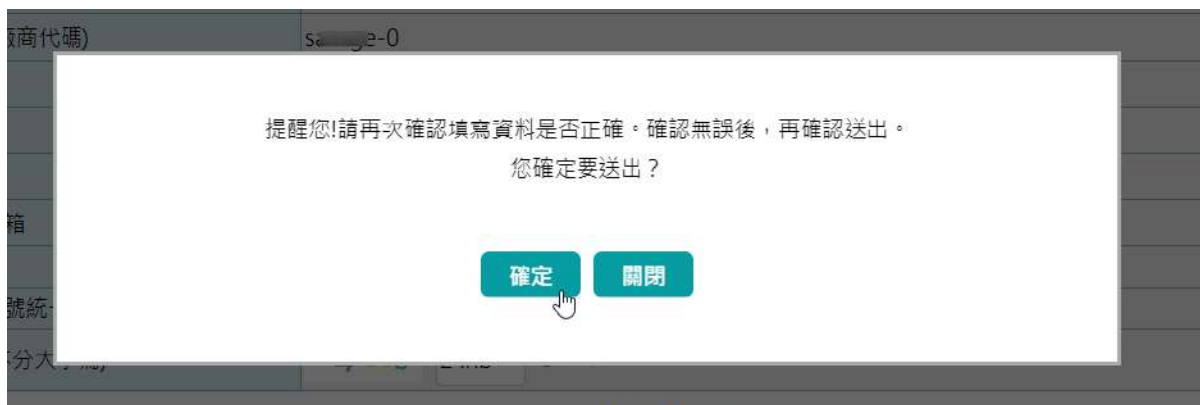 商代碼)
提醒您!請再次確認填寫資料是否正確。確認無誤後，再確認送出。
您確定要送出？
箱
確定 關閉
號統
分大